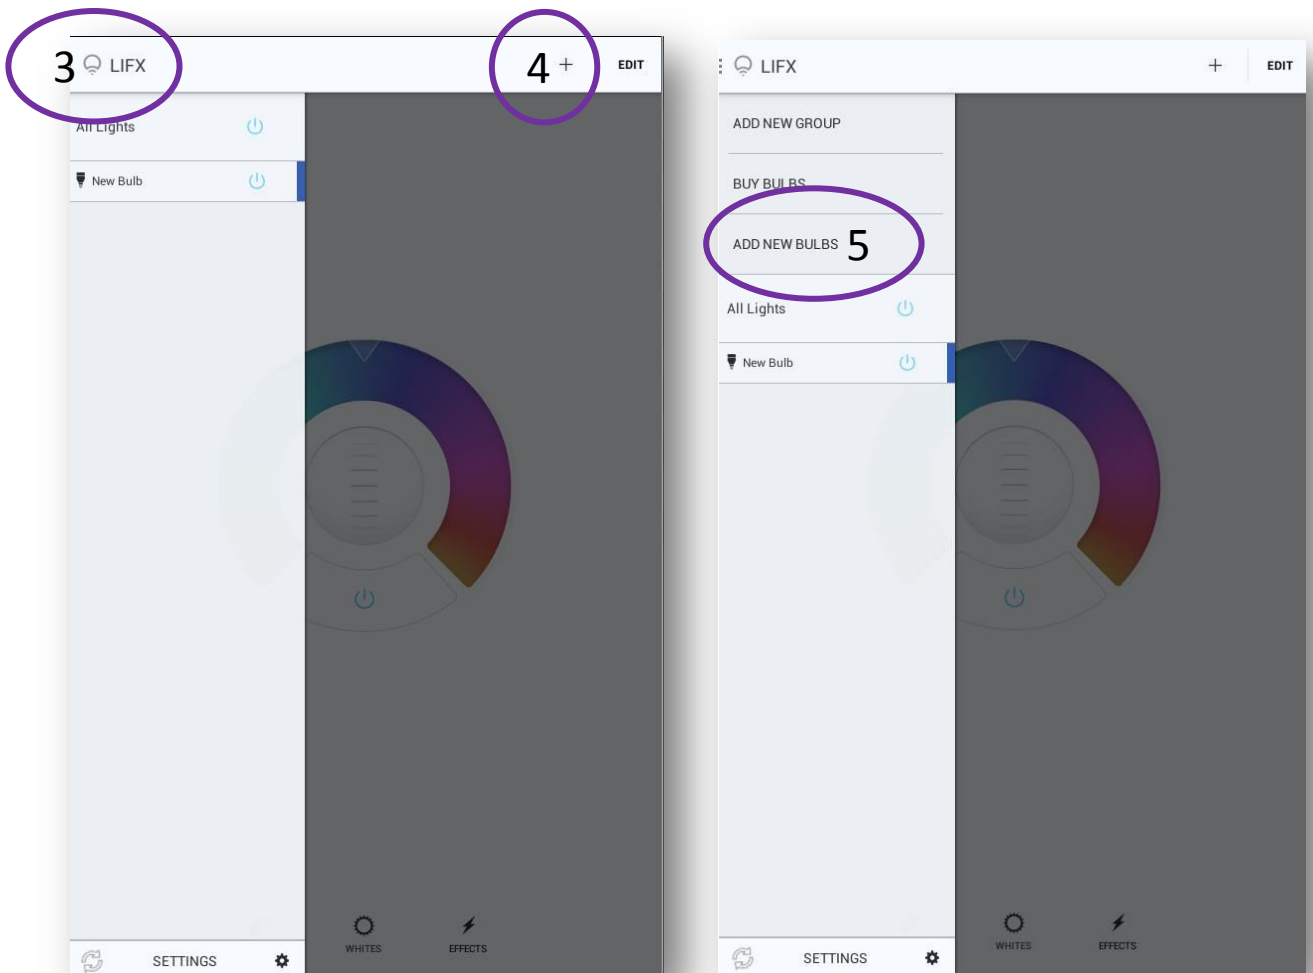 3 LIFX
4 + EDIT
All Lights
New Bulb
WHITES
EFFECTS
SETTINGS
LIFX
+ EDIT
ADD NEW GROUP
BUY BULBS
ADD NEW BULBS 5
All Lights
New Bulb
WHITES
EFFECTS
SETTINGS